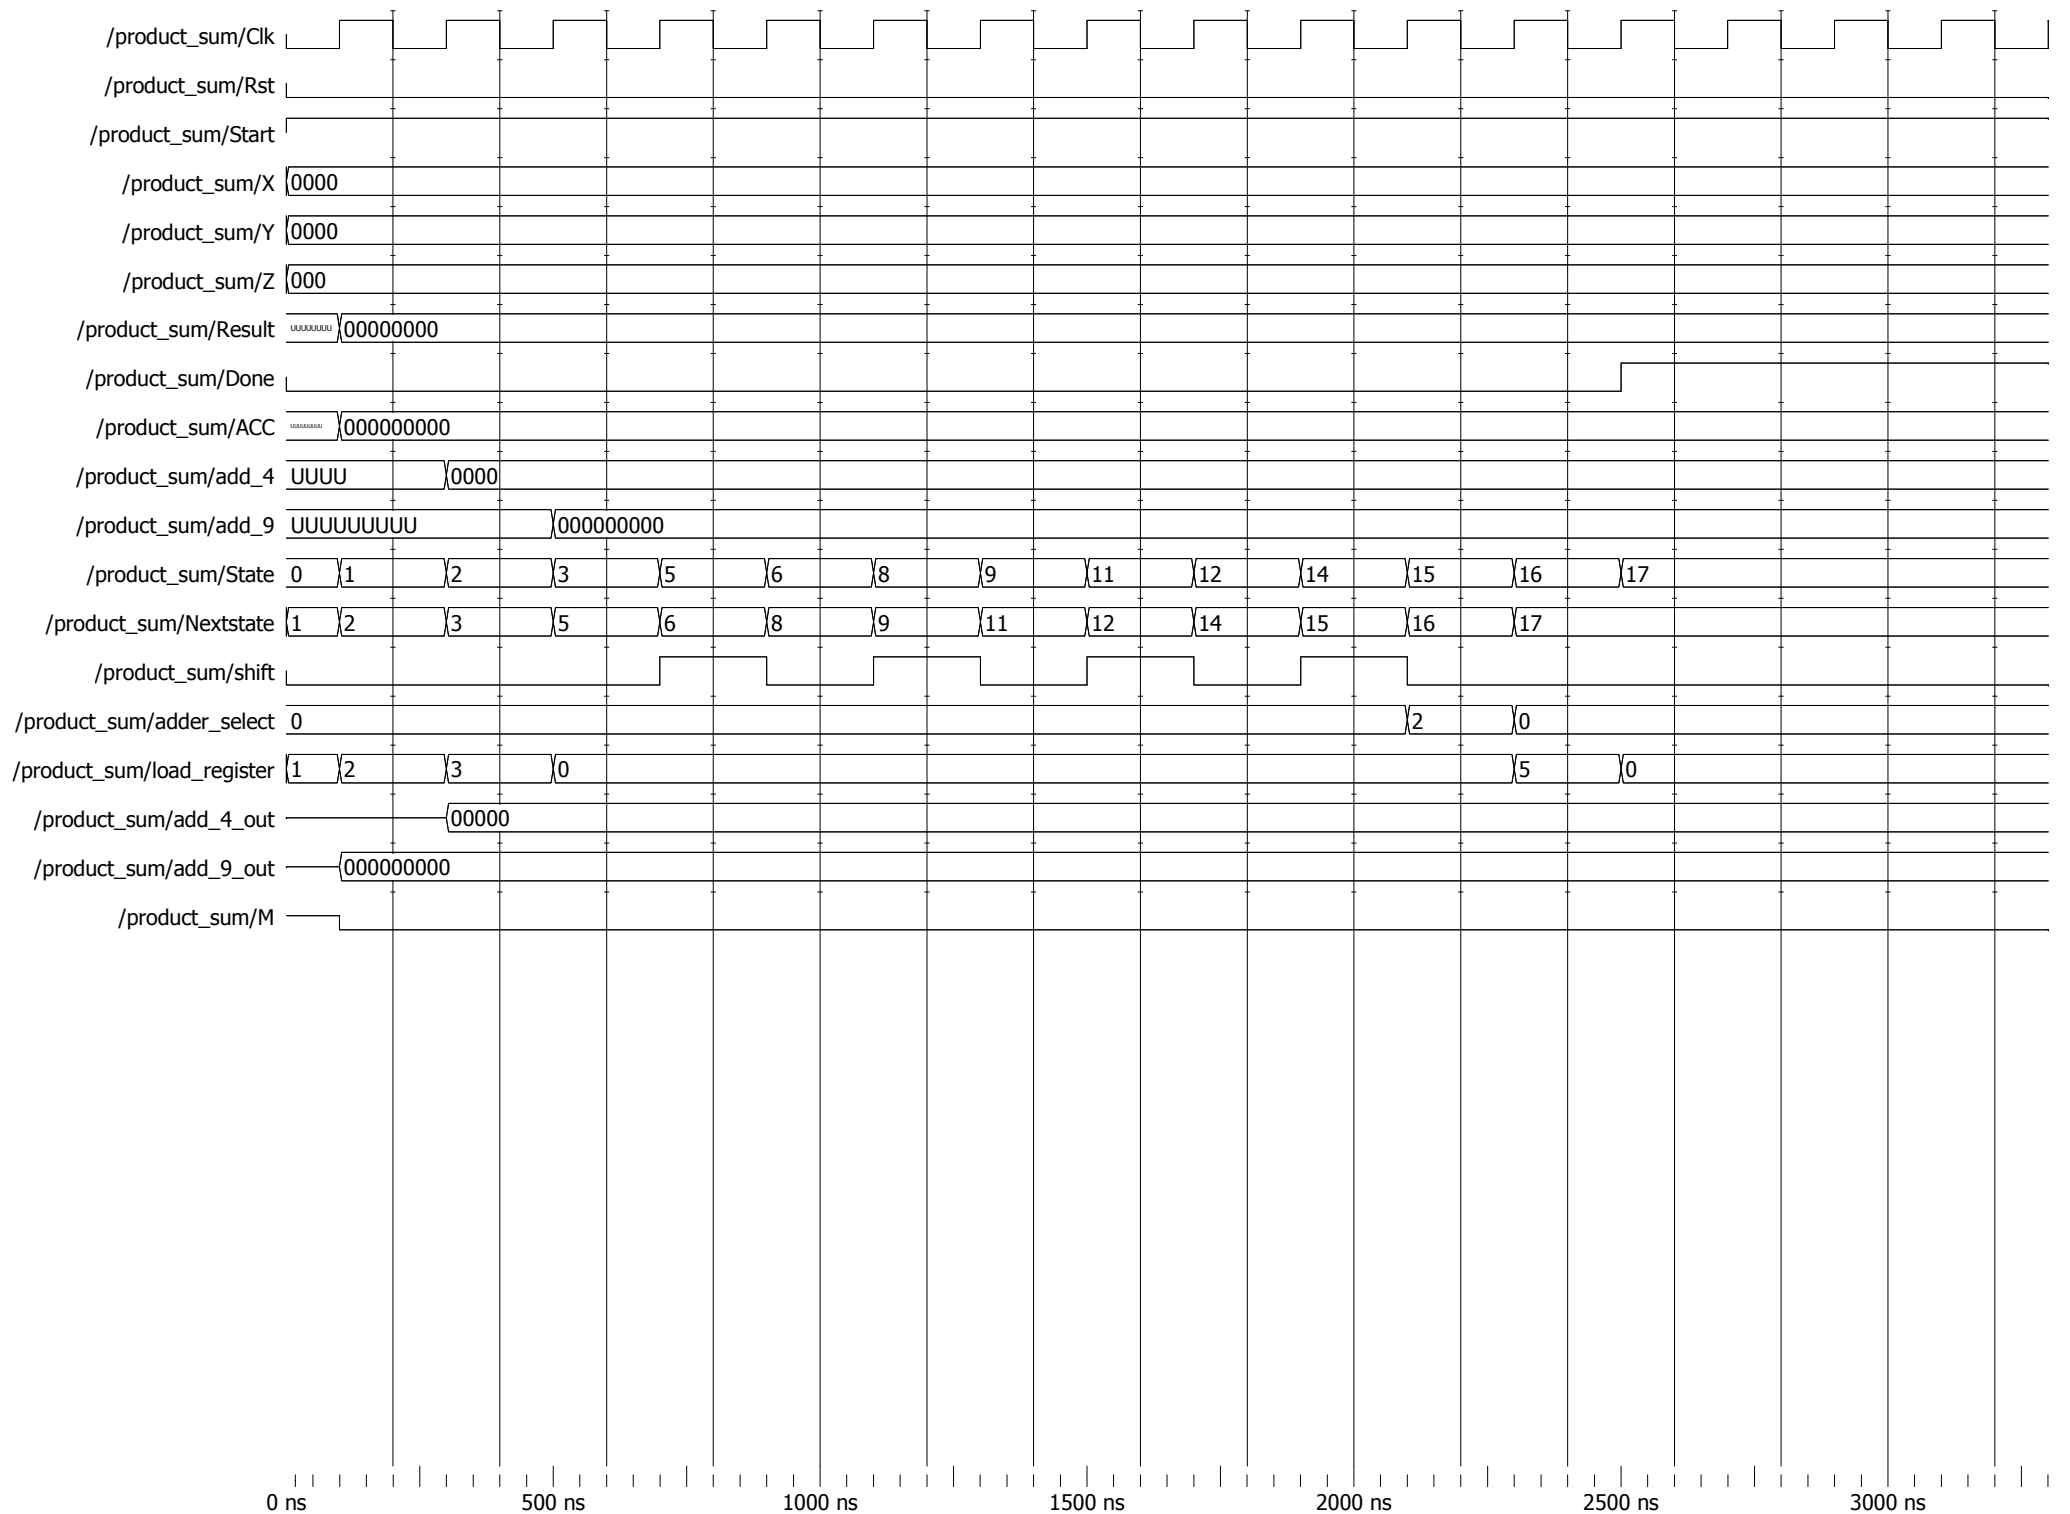 /product_sum/Clk
/product_sum/Rst
/product_sum/Start
/product_sum/X 0000
/product_sum/Y 0000
/product_sum/Z 000
/product_sum/Result UUUUUUUU 00000000
/product_sum/Done
/product_sum/ACC UUUUUUUUU 000000000
/product_sum/add_4 UUUU 0000
/product_sum/add_9 UUUUUUUUU 000000000
/product_sum/State 0 1 2 3 5 6 8 9 11 12 14 15 16 17
/product_sum/Nextstate 1 2 3 5 6 8 9 11 12 14 15 16 17
/product_sum/shift
/product_sum/adder_select 0 2 0
/product_sum/load_register 1 2 3 0 5 0
/product_sum/add_4_out 00000
/product_sum/add_9_out 000000000
/product_sum/M
0 ns 500 ns 1000 ns 1500 ns 2000 ns 2500 ns 3000 ns